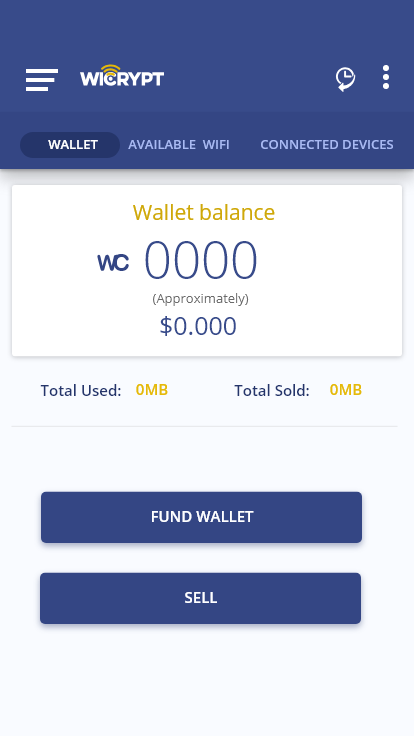 WICRYPT
WALLET AVAILABLE WIFI CONNECTED DEVICES
Wallet balance
WC 0000
(Approximately)
$0.000
Total Used: 0MB Total Sold: 0MB
FUND WALLET
SELL